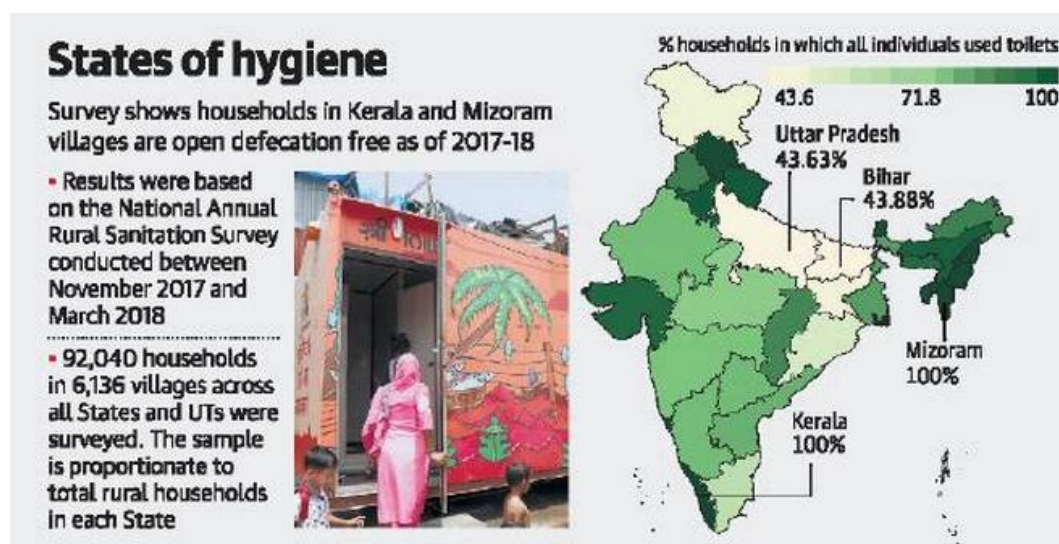 States of hygiene
Survey shows households in Kerala and Mizoram
villages are open defecation free as of 2017-18
• Results were based
on the National Annual
Rural Sanitation Survey
conducted between
November 2017 and
March 2018
• 92,040 households
in 6,136 villages across
all States and UTs were
surveyed. The sample
is proportionate to
total rural households
in each State
% households in which all individuals used toilets
43.6 71.8 100
Uttar Pradesh
43.63%
Bihar
43.88%
Mizoram
100%
Kerala
100%